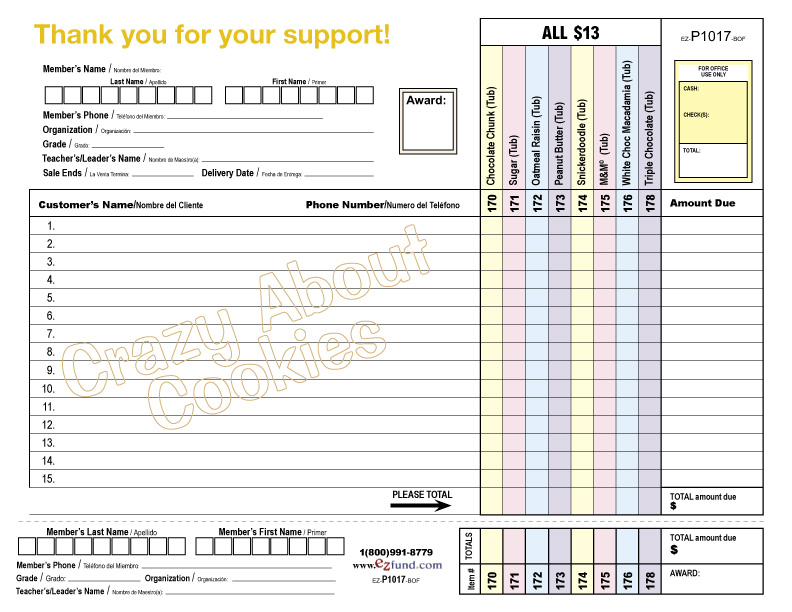 Thank you for your support!
ALL $13
EZ-P1017-BOF
Member's Name / Nombre del Miembro:
Last Name / Apellido First Name / Primer
Member's Phone / Teléfono del Miembro:
Organization / Organización:
Grade / Grado:
Teacher's/Leader's Name / Nombre de Maestro(a):
Sale Ends / La Venta Termina: Delivery Date / Fecha de Entrega:
Award:
Chocolate Chunk (Tub)
Sugar (Tub)
Oatmeal Raisin (Tub)
Peanut Butter (Tub)
Snickerdoodle (Tub)
M&M® (Tub)
White Choc Macadamia (Tub)
Triple Chocolate (Tub)
FOR OFFICE
USE ONLY
CASH:
CHECK(S):
TOTAL:
Customer's Name/Nombre del Cliente Phone Number/Numero del Teléfono 170 171 172 173 174 175 176 178 Amount Due
1.
2.
3.
4.
5.
6.
7.
8.
9.
10.
11.
12.
13.
14.
15.
Crazy About
Cookies
PLEASE TOTAL
TOTAL amount due
$
Member's Last Name / Apellido Member's First Name / Primer
Member's Phone / Teléfono del Miembro:
Grade / Grado: Organization / Organización:
Teacher's/Leader's Name / Nombre de Maestro(a):
1(800)991-8779
www.ezfund.com
EZ-P1017-BOF
TOTALS
Item # 170 171 172 173 174 175 176 178
TOTAL amount due
$
AWARD: